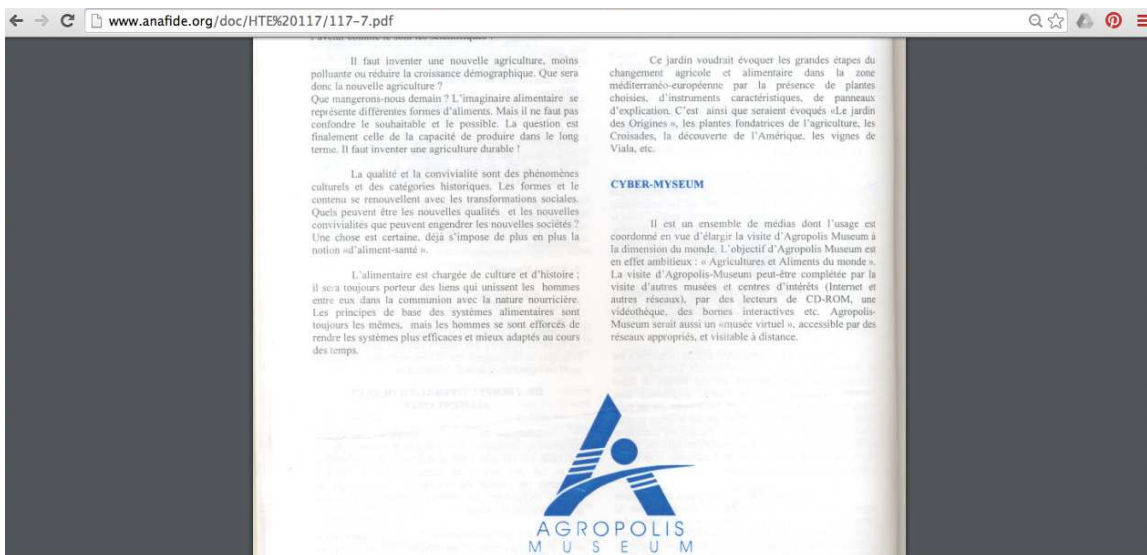 www.anafide.org/doc/HTE%20117/117-7.pdf
Il faut inventer une nouvelle agriculture, moins
polluante ou réduire la croissance démographique. Que sera
donc la nouvelle agriculture ?
Que mangerons-nous demain ? L'imaginaire alimentaire se
représente différentes formes d'aliments. Mais il ne faut pas
confondre le souhaitable et le possible. La question est
finalement celle de la capacité de produire dans le long
terme. Il faut inventer une agriculture durable !
La qualité et la convivialité sont des phénomènes
culturels et des catégories historiques. Les formes et le
contenu se renouvellent avec les transformations sociales.
Quels peuvent être les nouvelles qualités et les nouvelles
convivialités que peuvent engendrer les nouvelles sociétés ?
Une chose est certaine, déjà s'impose de plus en plus la
notion «d'aliment-santé ».
L'alimentaire est chargée de culture et d'histoire ;
il sera toujours porteur des liens qui unissent les hommes
entre eux dans la communion avec la nature nourricière.
Les principes de base des systèmes alimentaires sont
toujours les mêmes, mais les hommes se sont efforcés de
rendre les systèmes plus efficaces et mieux adaptés au cours
des temps.
Ce jardin voudrait évoquer les grandes étapes du
changement agricole et alimentaire dans la zone
méditerranéo-européenne par la présence de plantes
choisies, d'instruments caractéristiques, de panneaux
d'explication. C'est ainsi que seraient évoqués «Le jardin
des Origines », les plantes fondatrices de l'agriculture, les
Croisades, la découverte de l'Amérique, les vignes de
Viala, etc.
CYBER-MYSEUM
Il est un ensemble de médias dont l'usage est
coordonné en vue d'élargir la visite d'Agropolis Museum à
la dimension du monde. L'objectif d'Agropolis Museum est
en effet ambitieux : « Agricultures et Aliments du monde ».
La visite d'Agropolis-Museum peut-être complétée par la
visite d'autres musées et centres d'intérêts (Internet et
autres réseaux), par des lecteurs de CD-ROM, une
vidéothèque, des bornes interactives etc. Agropolis-
Museum serait aussi un «musée virtuel », accessible par des
réseaux appropriés, et visitable à distance.
AGROPOLIS
MUSEUM